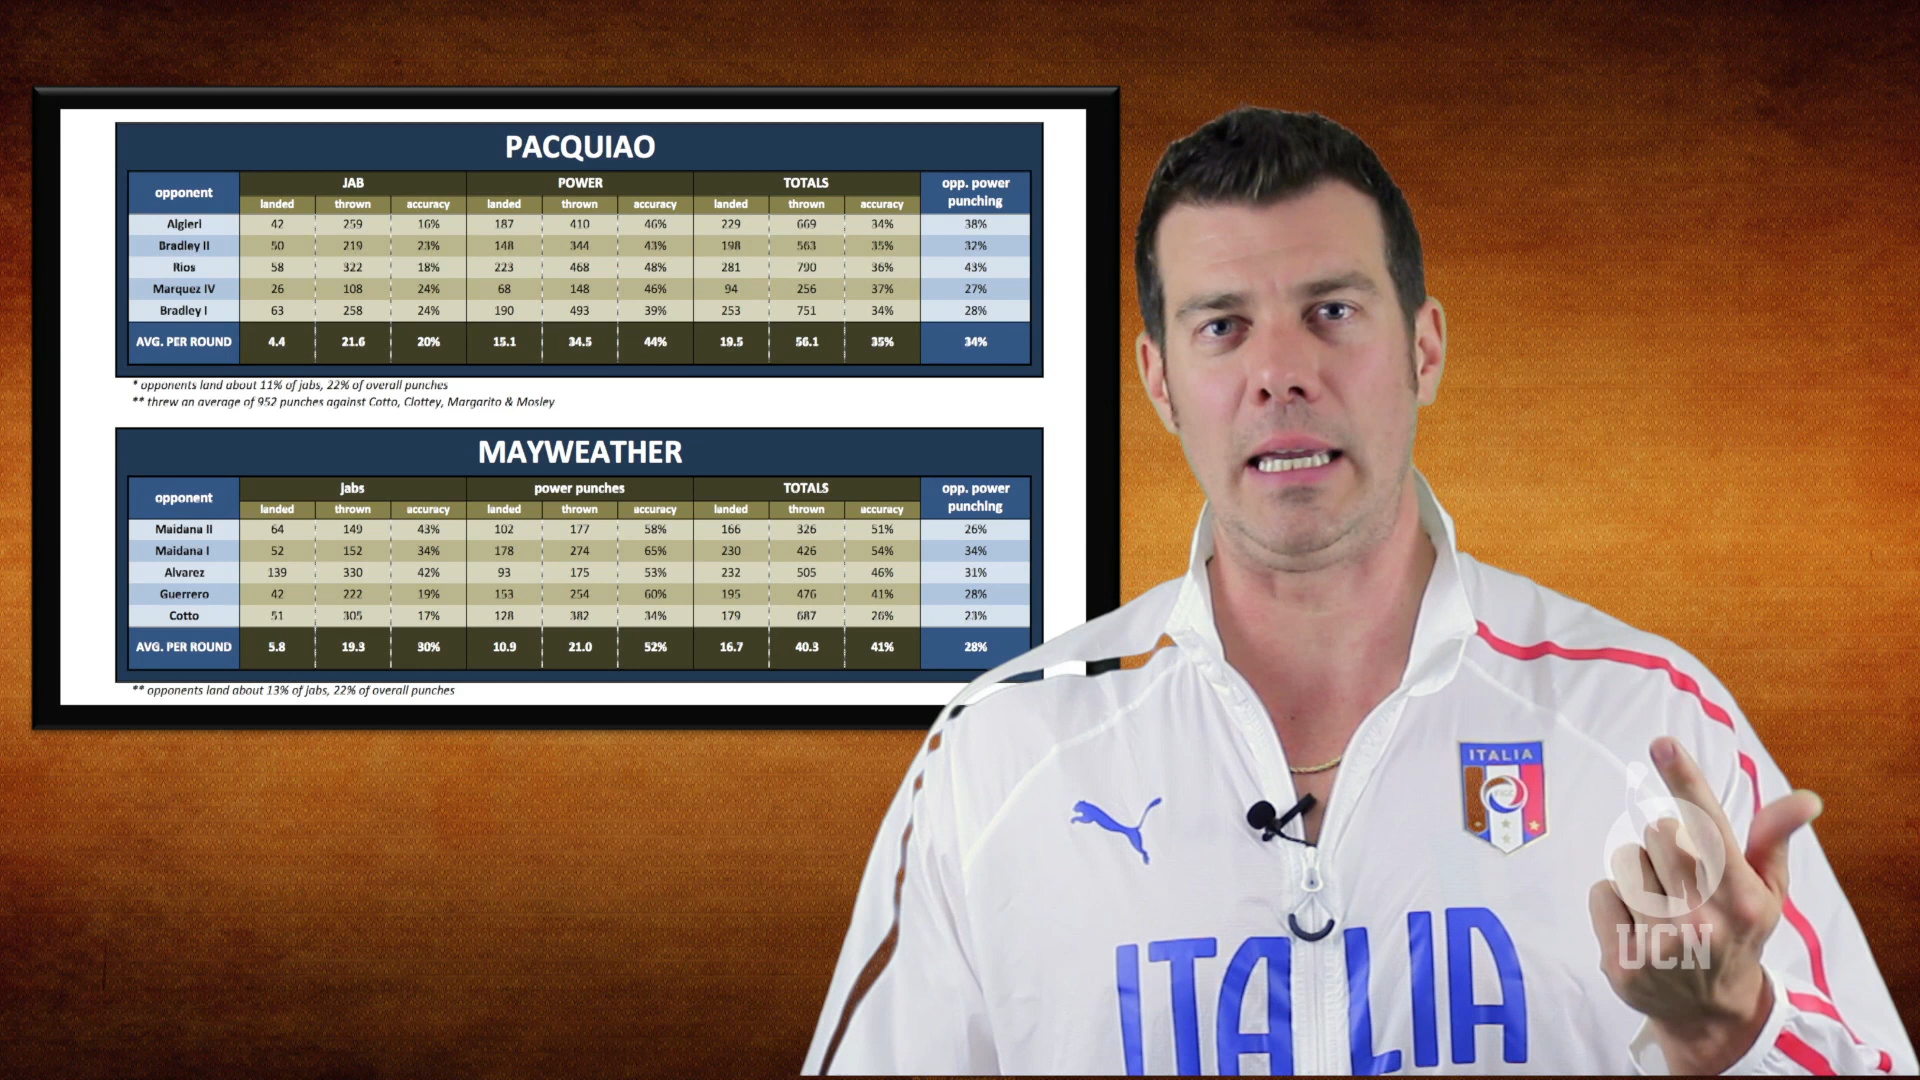 PACQUIAO
opponent JAB POWER TOTALS opp. power punching
landed thrown accuracy landed thrown accuracy landed thrown accuracy
Algieri 42 259 16% 187 410 46% 229 669 34% 38%
Bradley II 50 219 23% 148 344 43% 198 563 35% 32%
Rios 58 322 18% 223 468 48% 281 790 36% 43%
Marquez IV 26 108 24% 68 148 46% 94 256 37% 27%
Bradley I 63 258 24% 190 493 39% 253 751 34% 28%
AVG. PER ROUND 4.4 21.6 20% 15.1 34.5 44% 19.5 56.1 35% 34%
* opponents land about 11% of jabs, 22% of overall punches
** threw an average of 952 punches against Cotto, Clottey, Margarito & Mosley
MAYWEATHER
opponent jabs power punches TOTALS opp. power punching
landed thrown accuracy landed thrown accuracy landed thrown accuracy
Maidana II 64 149 43% 102 177 58% 166 326 51% 26%
Maidana I 52 152 34% 178 274 65% 230 426 54% 34%
Alvarez 139 330 42% 93 175 53% 232 505 46% 31%
Guerrero 42 222 19% 153 254 60% 195 476 41% 28%
Cotto 51 305 17% 128 382 34% 179 687 26% 23%
AVG. PER ROUND 5.8 19.3 30% 10.9 21.0 52% 16.7 40.3 41% 28%
** opponents land about 13% of jabs, 22% of overall punches
ITALIA
ITALIA
UCN